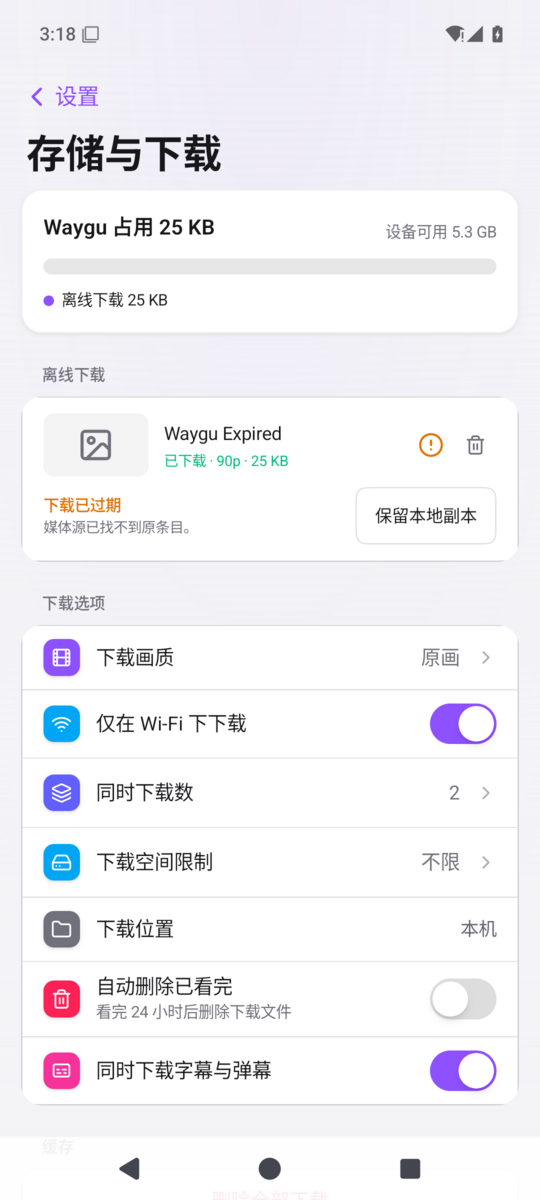 3:18
设置
存储与下载
Waygu 占用 25 KB
设备可用 5.3 GB
离线下载 25 KB
离线下载
Waygu Expired
已下载 · 90p · 25 KB
下载已过期
媒体源已找不到原条目。
保留本地副本
下载选项
下载画质
原画
仅在 Wi-Fi 下下载
同时下载数
2
下载空间限制
不限
下载位置
本机
自动删除已看完
看完 24 小时后删除下载文件
同时下载字幕与弹幕
缓存
删除全部下载